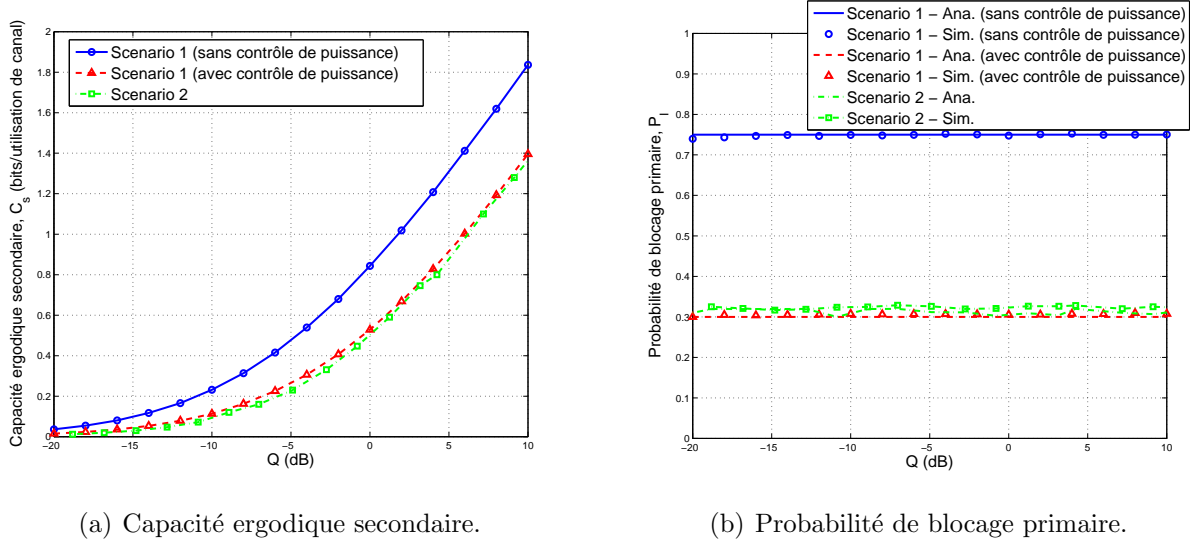 Scenario 1 (sans contrôle de puissance)
Scenario 1 (avec contrôle de puissance)
Scenario 2
Capacité ergodique secondaire, C_s (bits/utilisation de canal)
2
1.8
1.6
1.4
1.2
1
0.8
0.6
0.4
0.2
0
−20
−15
−10
−5
0
5
10
Q (dB)
(a) Capacité ergodique secondaire.
Scenario 1 − Ana. (sans contrôle de puissance)
Scenario 1 − Sim. (sans contrôle de puissance)
Scenario 1 − Ana. (avec contrôle de puissance)
Scenario 1 − Sim. (avec contrôle de puissance)
Scenario 2 − Ana.
Scenario 2 − Sim.
Probabilité de blocage primaire, P_I
1
0.9
0.8
0.7
0.6
0.5
0.4
0.3
0.2
0.1
0
−20
−15
−10
−5
0
5
10
Q (dB)
(b) Probabilité de blocage primaire.